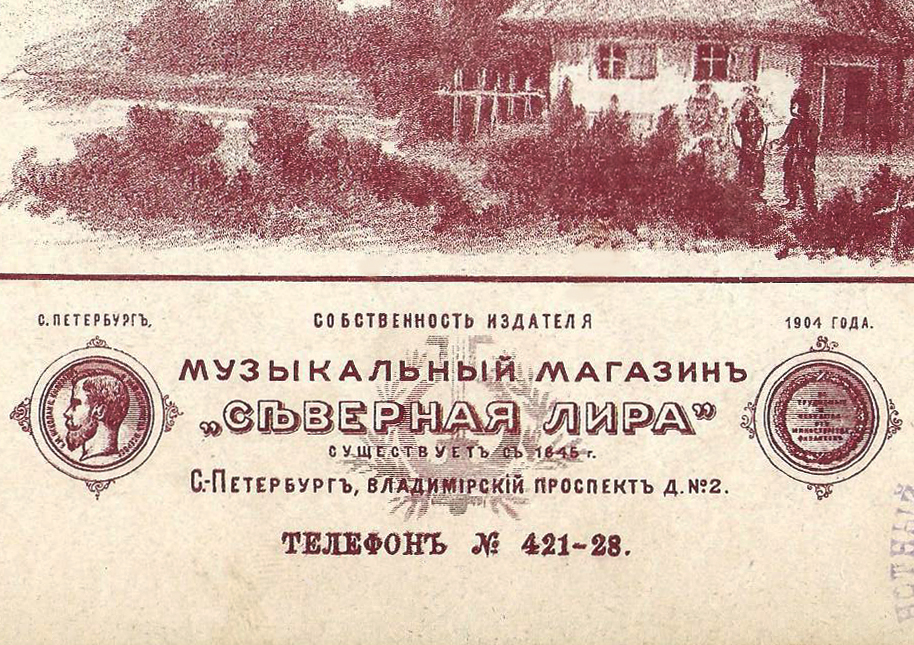 С. ПЕТЕРБУРГЪ,
СОБСТВЕННОСТЬ ИЗДАТЕЛЯ
1904 ГОДА.
МУЗЫКАЛЬНЫЙ МАГАЗИНЪ
„СѢВЕРНАЯ ЛИРА”
СУЩЕСТВУЕТЪ СЪ 1845 г.
С.-ПЕТЕРБУРГЪ, ВЛАДИМІРСКІЙ ПРОСПЕКТЪ Д. №2.
ТЕЛЕФОНЪ № 421-28.